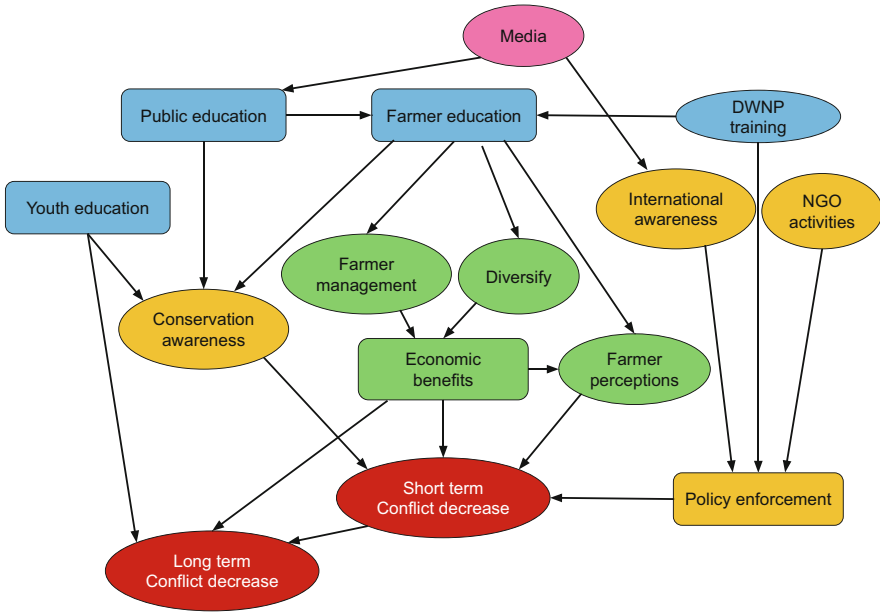 Media
Public education
Farmer education
DWNP
training
Youth education
International
awareness
NGO
activities
Farmer
management
Diversify
Conservation
awareness
Economic
benefits
Farmer
perceptions
Short term
Conflict decrease
Policy enforcement
Long term
Conflict decrease